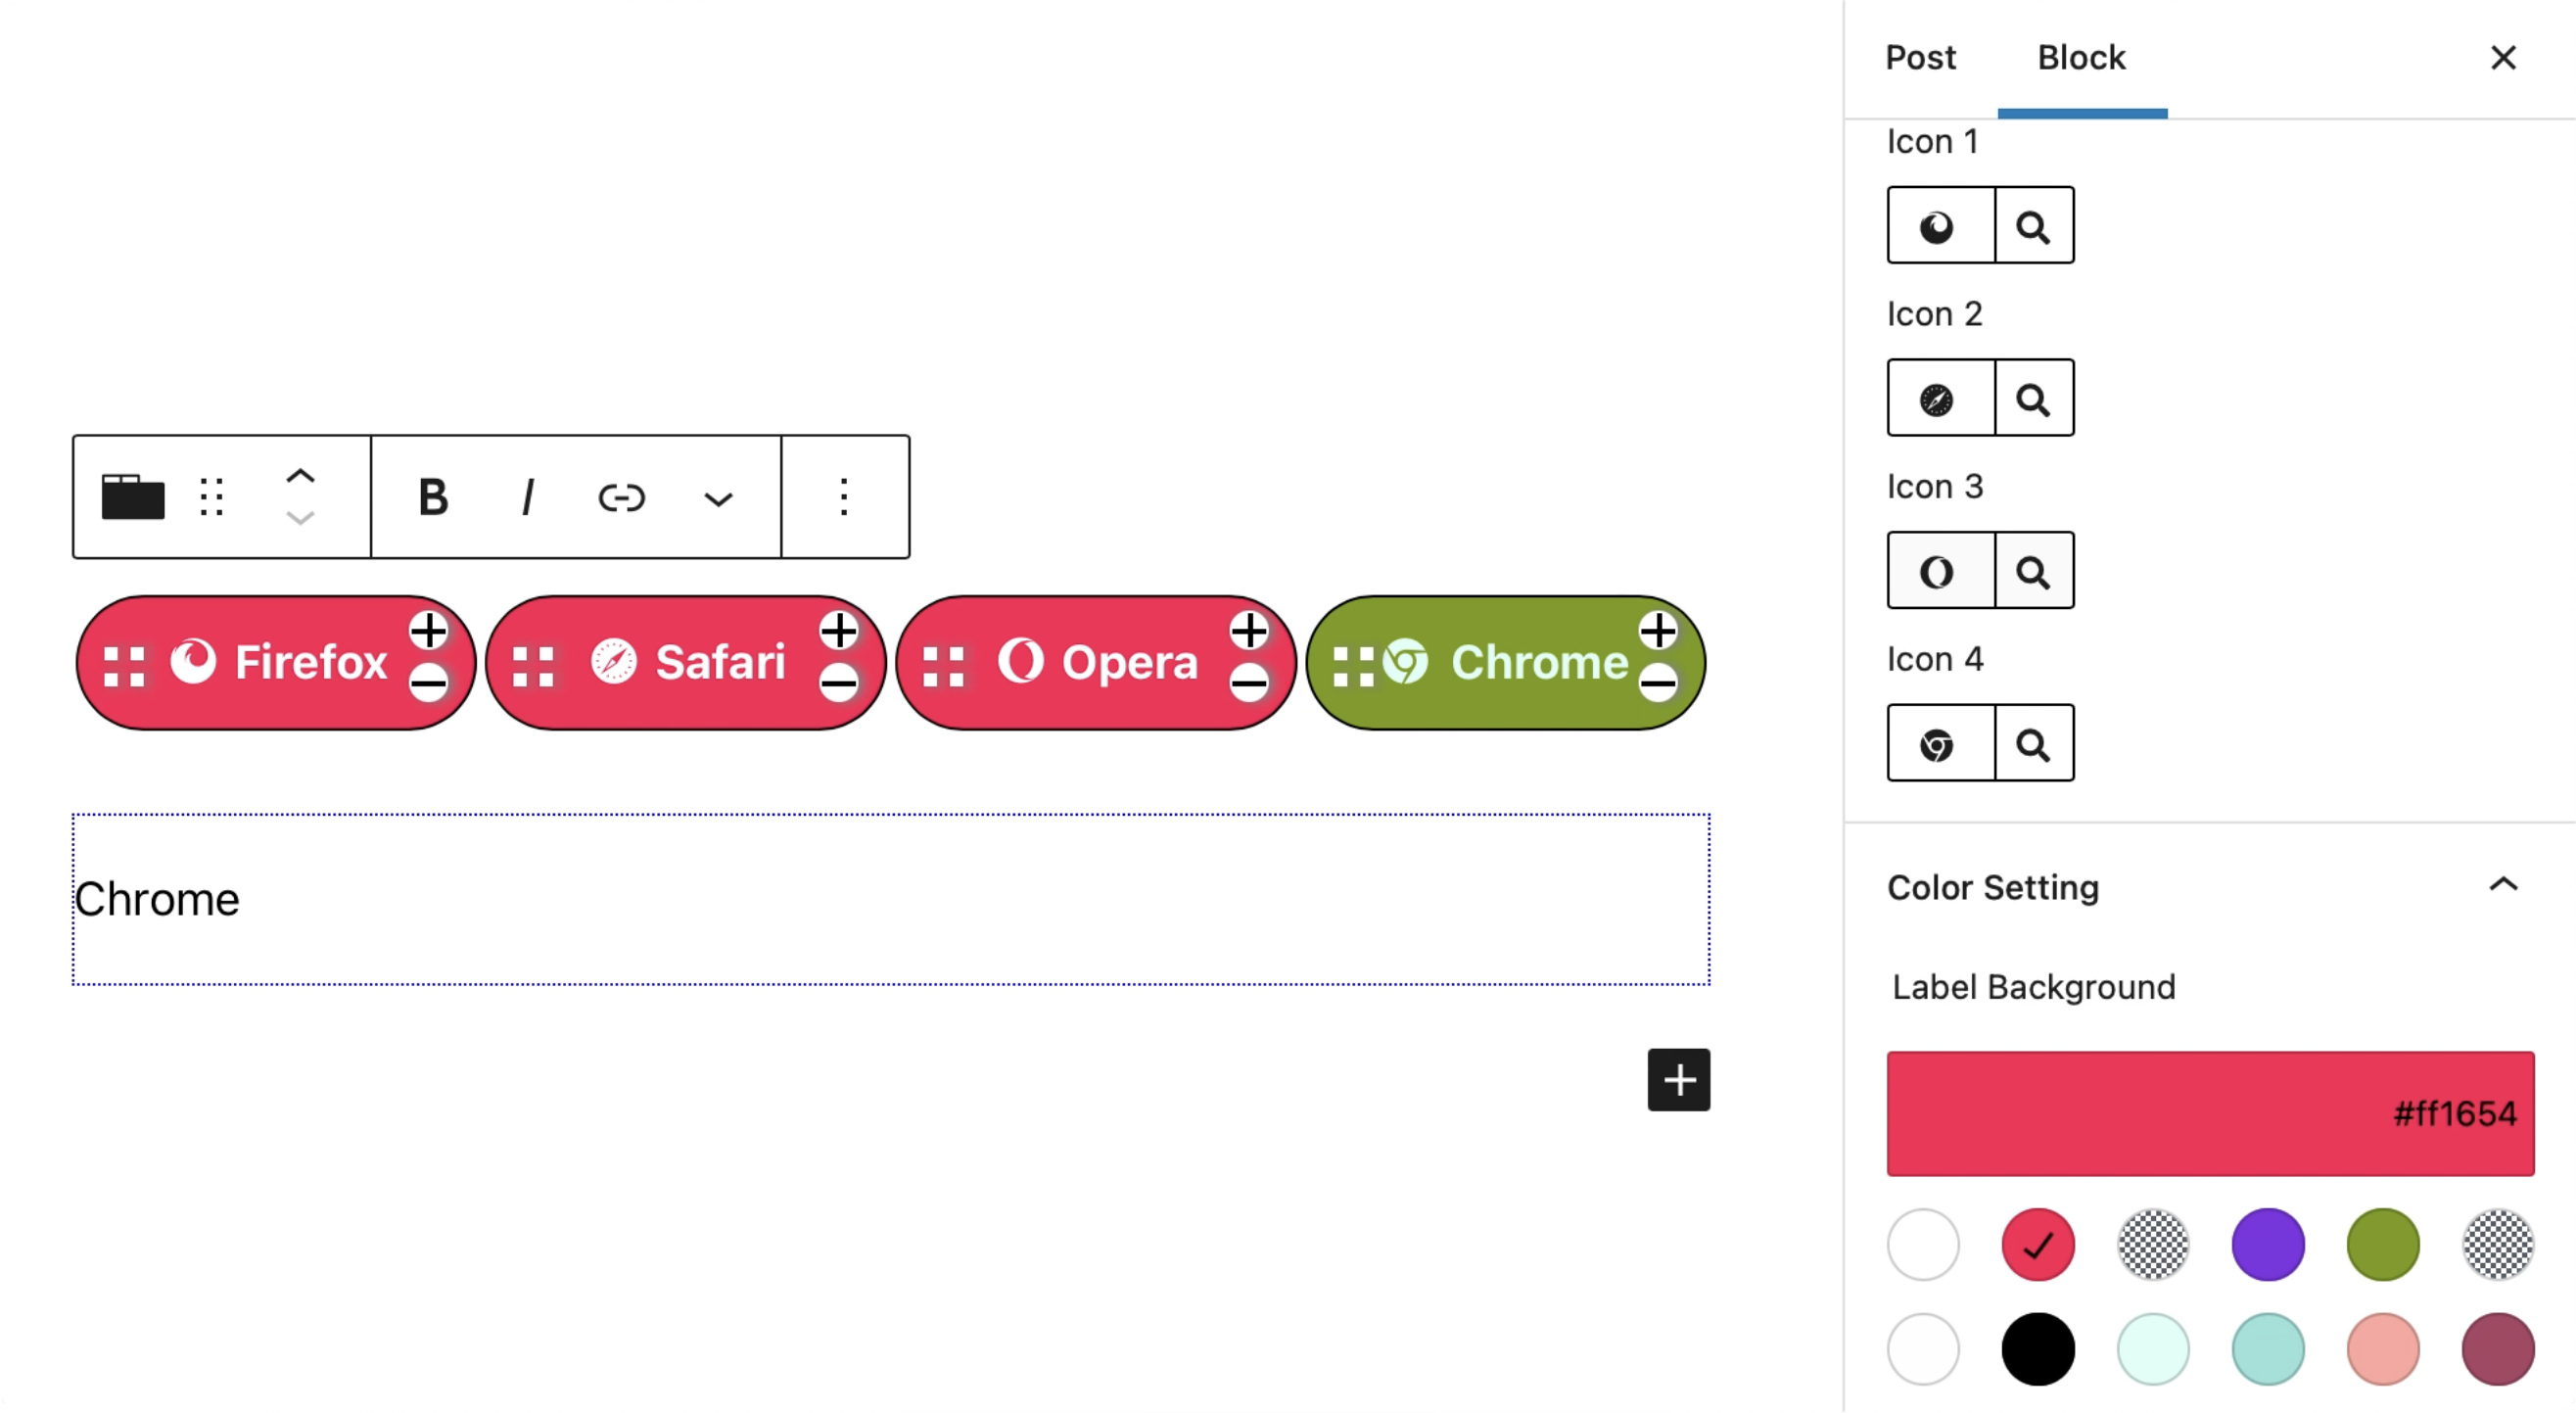 Post Block
Icon 1
Icon 2
Icon 3
Icon 4
B I
Firefox Safari Opera Chrome
Chrome
Color Setting
Label Background
#ff1654